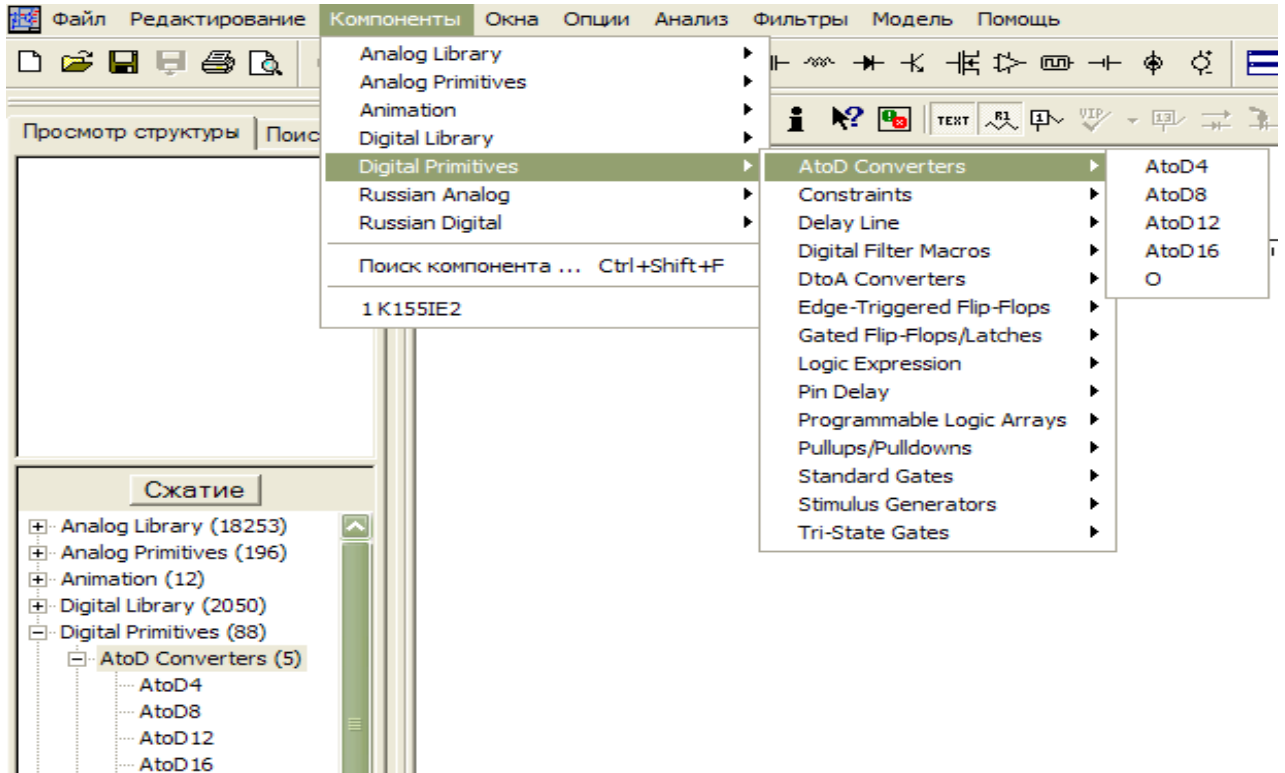 Файл Редактирование Компоненты Окна Опции Анализ Фильтры Модель Помощь
Analog Library
Analog Primitives
Animation
Digital Library
Digital Primitives
Russian Analog
Russian Digital
Поиск компонента ... Ctrl+Shift+F
1 K155IE2
TEXT R1 1 VIP 13
AtoD Converters
Constraints
Delay Line
Digital Filter Macros
DtoA Converters
Edge-Triggered Flip-Flops
Gated Flip-Flops/Latches
Logic Expression
Pin Delay
Programmable Logic Arrays
Pullups/Pulldowns
Standard Gates
Stimulus Generators
Tri-State Gates
AtoD4
AtoD8
AtoD12
AtoD16
O
Просмотр структуры Поис
Сжатие
Analog Library (18253)
Analog Primitives (196)
Animation (12)
Digital Library (2050)
Digital Primitives (88)
AtoD Converters (5)
AtoD4
AtoD8
AtoD12
AtoD16